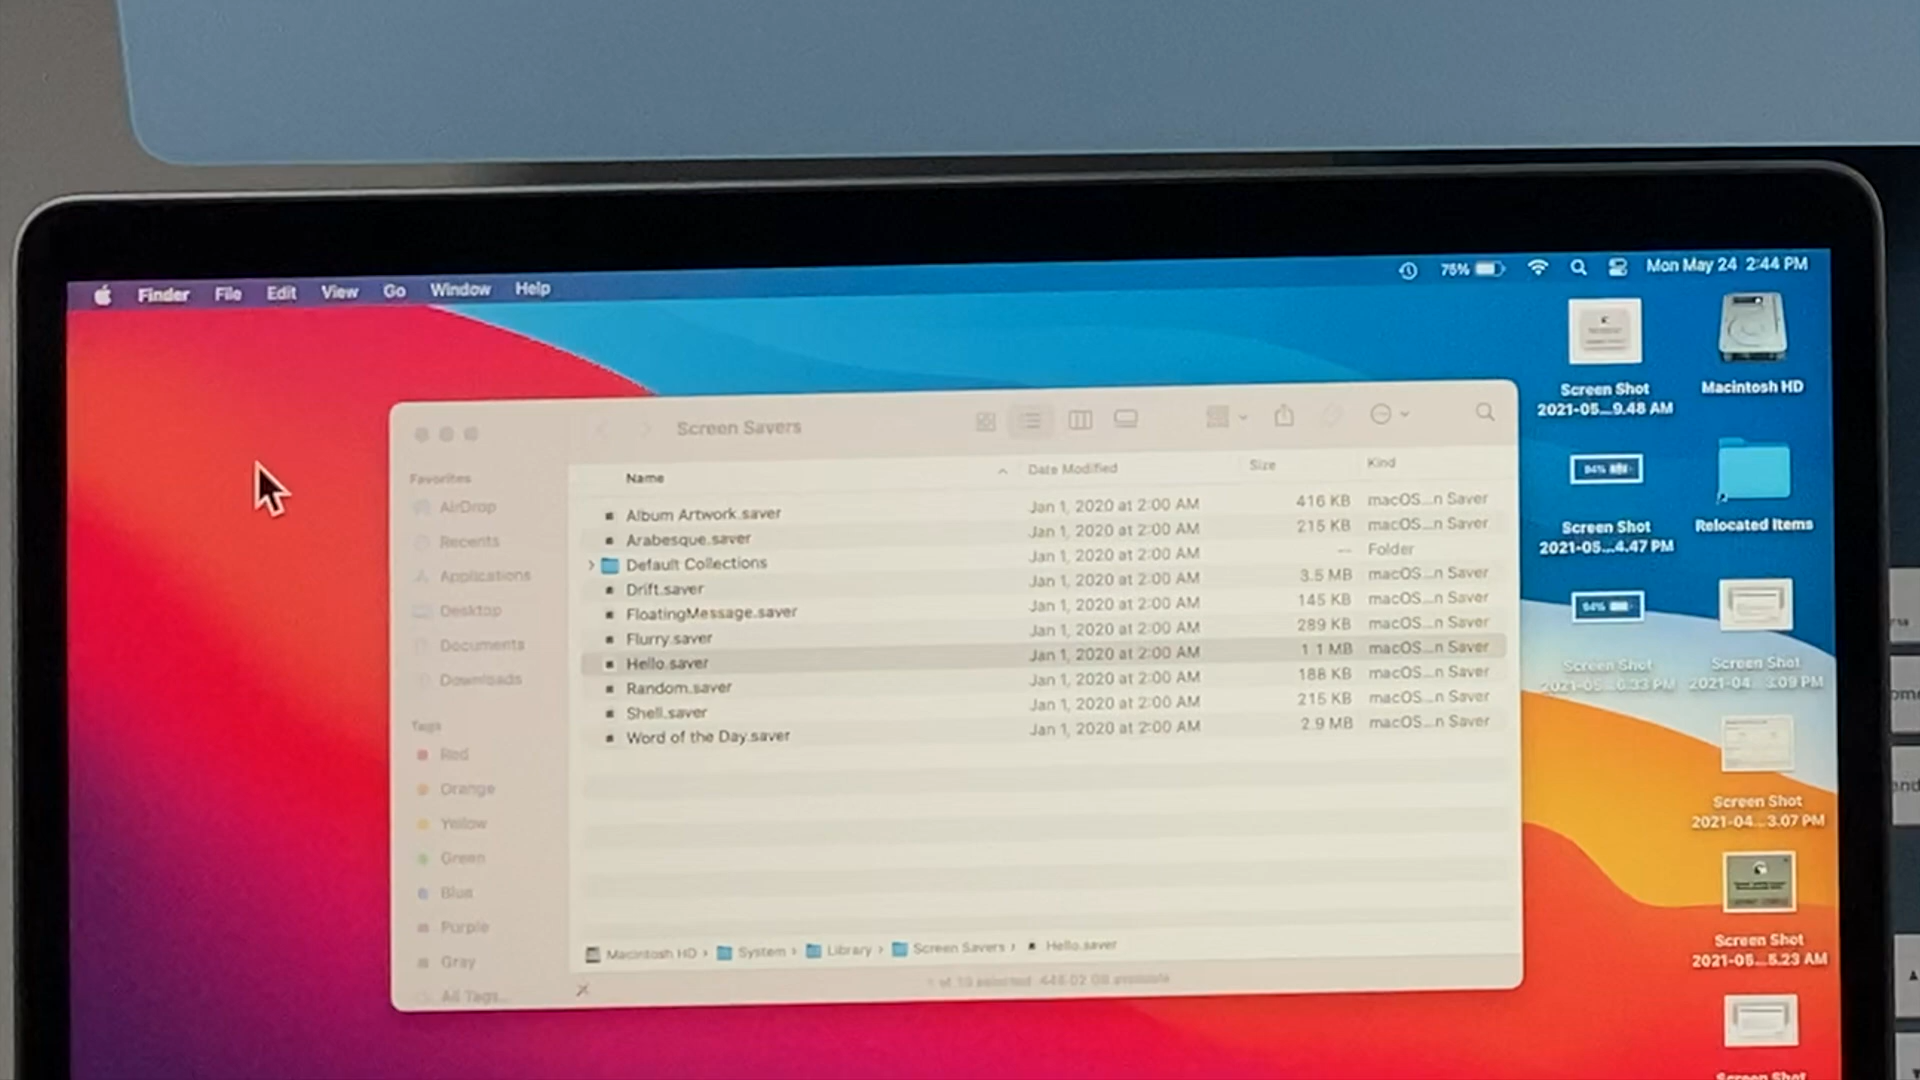 Finder File Edit View Go Window Help
75% Mon May 24 2:44 PM
Screen Savers
Favorites
AirDrop
Recents
Applications
Desktop
Documents
Downloads
Tags
Red
Orange
Yellow
Green
Blue
Purple
Gray
All Tags...
Name Date Modified Size Kind
Album Artwork.saver Jan 1, 2020 at 2:00 AM 416 KB macOS...n Saver
Arabesque.saver Jan 1, 2020 at 2:00 AM 215 KB macOS...n Saver
Default Collections Jan 1, 2020 at 2:00 AM -- Folder
Drift.saver Jan 1, 2020 at 2:00 AM 3.5 MB macOS...n Saver
FloatingMessage.saver Jan 1, 2020 at 2:00 AM 145 KB macOS...n Saver
Flurry.saver Jan 1, 2020 at 2:00 AM 289 KB macOS...n Saver
Hello.saver Jan 1, 2020 at 2:00 AM 1.1 MB macOS...n Saver
Random.saver Jan 1, 2020 at 2:00 AM 188 KB macOS...n Saver
Shell.saver Jan 1, 2020 at 2:00 AM 215 KB macOS...n Saver
Word of the Day.saver Jan 1, 2020 at 2:00 AM 2.9 MB macOS...n Saver
Macintosh HD › System › Library › Screen Savers › Hello.saver
1 of 10 selected, 446.02 GB available
Screen Shot
2021-05...9.48 AM
94%
Screen Shot
2021-05...4.47 PM
94%
Screen Shot
2021-05...6.33 PM
Macintosh HD
Relocated Items
Screen Shot
2021-04...3.09 PM
Screen Shot
2021-04...3.07 PM
Screen Shot
2021-05...5.23 AM
Screen Shot